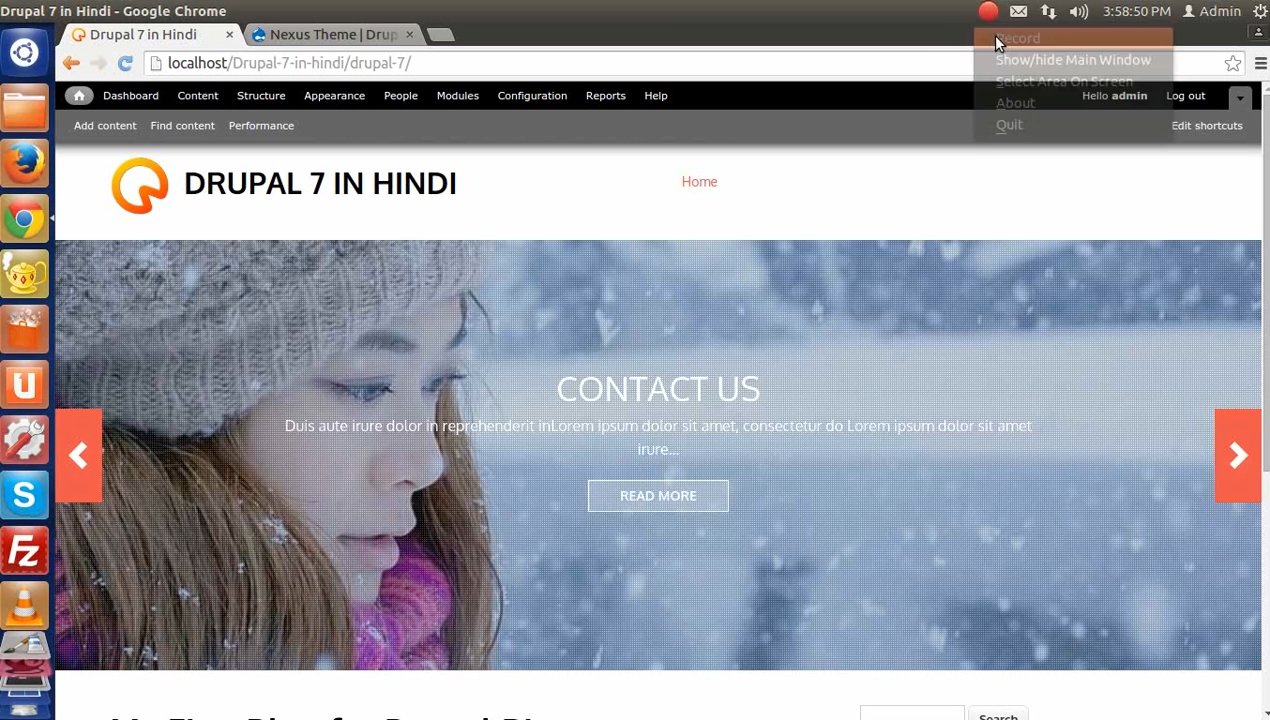 Drupal 7 in Hindi - Google Chrome
3:58:50 PM Admin
Drupal 7 in Hindi × Nexus Theme | Drup ×
Record
Show/hide Main Window
Select Area On Screen
About
Quit
localhost/Drupal-7-in-hindi/drupal-7/
Dashboard Content Structure Appearance People Modules Configuration Reports Help Hello admin Log out
Add content Find content Performance Edit shortcuts
DRUPAL 7 IN HINDI
Home
CONTACT US
Duis aute irure dolor in reprehenderit inLorem ipsum dolor sit amet, consectetur do Lorem ipsum dolor sit amet
irure...
READ MORE
Search